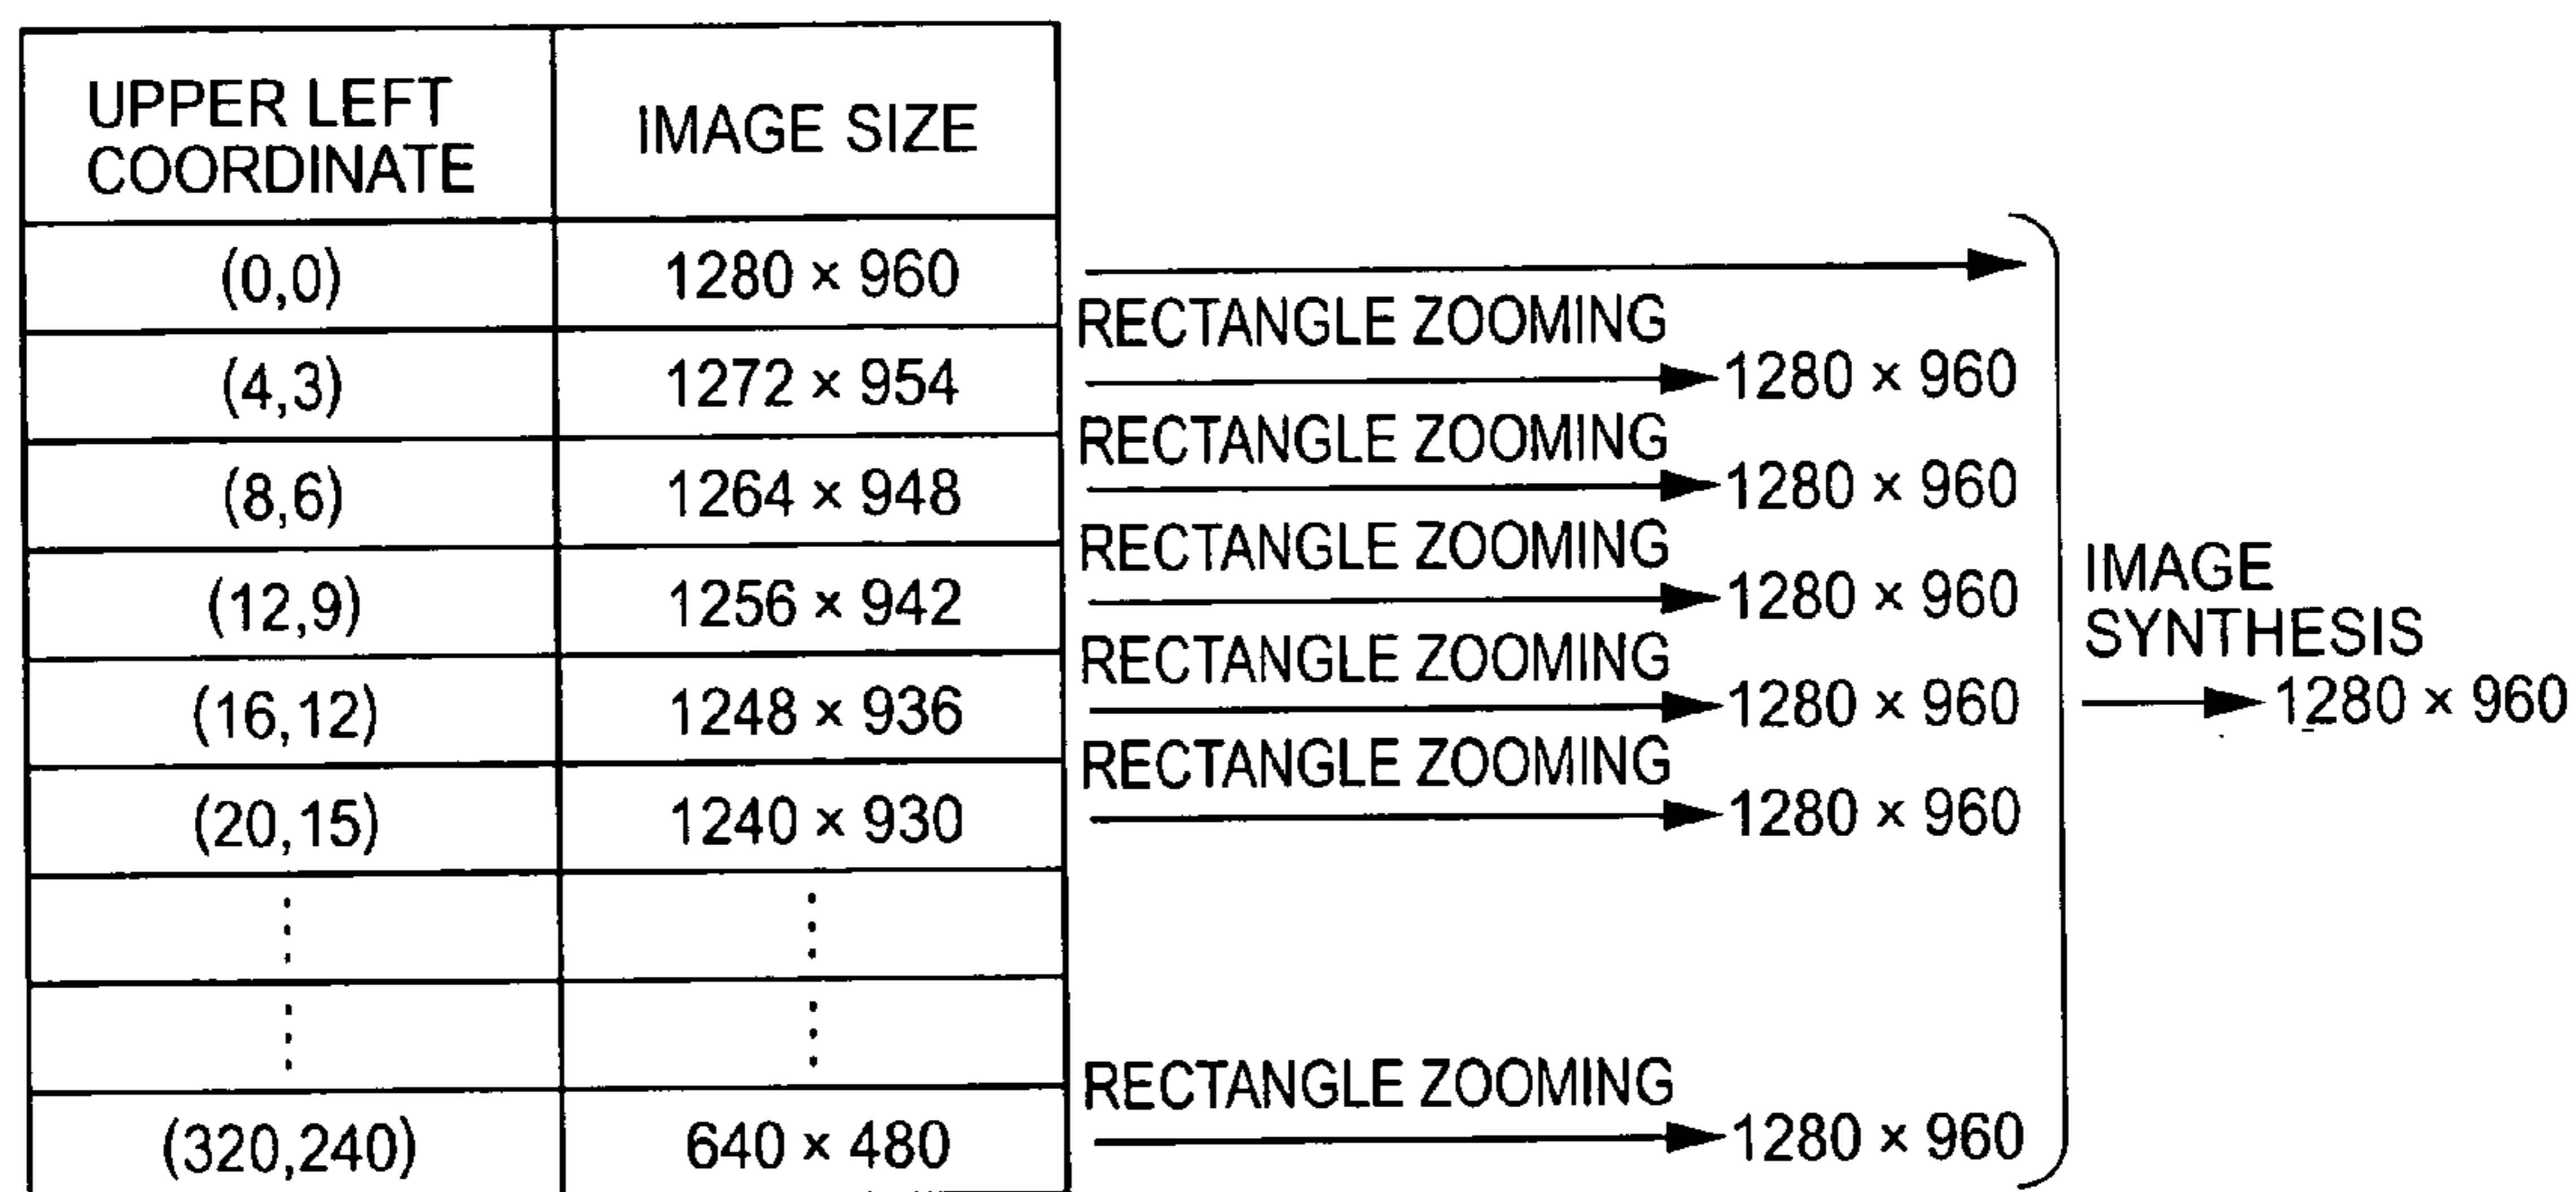 UPPER LEFT
COORDINATE
IMAGE SIZE
(0,0)
1280 × 960
RECTANGLE ZOOMING
(4,3)
1272 × 954
1280 × 960
RECTANGLE ZOOMING
(8,6)
1264 × 948
1280 × 960
RECTANGLE ZOOMING
(12,9)
1256 × 942
1280 × 960
RECTANGLE ZOOMING
(16,12)
1248 × 936
1280 × 960
RECTANGLE ZOOMING
(20,15)
1240 × 930
1280 × 960
RECTANGLE ZOOMING
(320,240)
640 × 480
1280 × 960
IMAGE
SYNTHESIS
1280 × 960